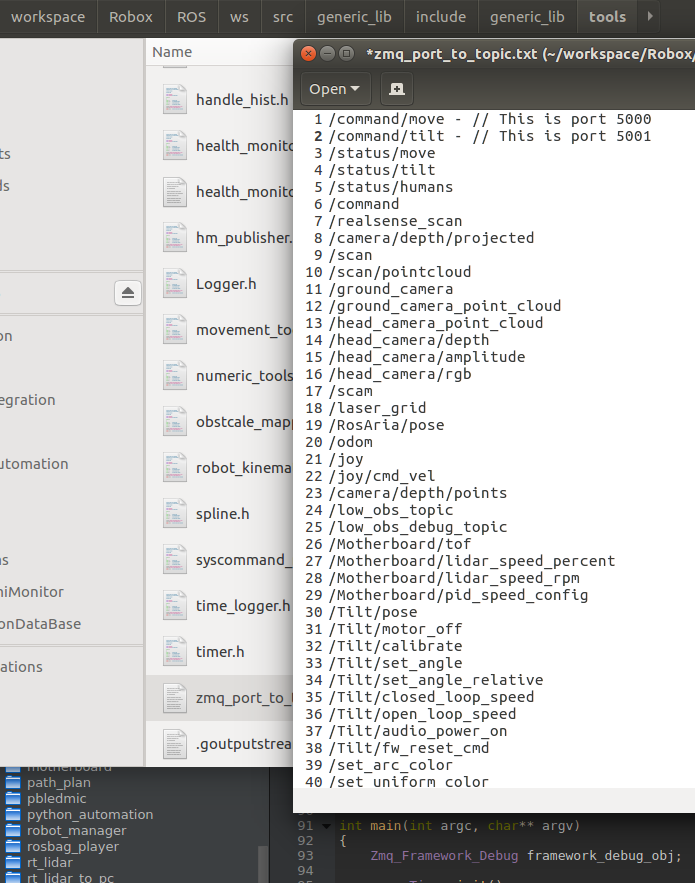 workspace Robox ROS ws src generic_lib include generic_lib tools
Name
handle_hist.h
health_monito
health_monito
hm_publisher.
Logger.h
movement_to
numeric_tools
obstcale_map
robot_kinema
spline.h
syscommand_
time_logger.h
timer.h
zmq_port_to_t
.goutputstrea
ts
ds
on
egration
utomation
ns
niMonitor
onDataBase
cations
*zmq_port_to_topic.txt (~/workspace/Robox/
Open
1 /command/move - // This is port 5000
2 /command/tilt - // This is port 5001
3 /status/move
4 /status/tilt
5 /status/humans
6 /command
7 /realsense_scan
8 /camera/depth/projected
9 /scan
10 /scan/pointcloud
11 /ground_camera
12 /ground_camera_point_cloud
13 /head_camera_point_cloud
14 /head_camera/depth
15 /head_camera/amplitude
16 /head_camera/rgb
17 /scam
18 /laser_grid
19 /RosAria/pose
20 /odom
21 /joy
22 /joy/cmd_vel
23 /camera/depth/points
24 /low_obs_topic
25 /low_obs_debug_topic
26 /Motherboard/tof
27 /Motherboard/lidar_speed_percent
28 /Motherboard/lidar_speed_rpm
29 /Motherboard/pid_speed_config
30 /Tilt/pose
31 /Tilt/motor_off
32 /Tilt/calibrate
33 /Tilt/set_angle
34 /Tilt/set_angle_relative
35 /Tilt/closed_loop_speed
36 /Tilt/open_loop_speed
37 /Tilt/audio_power_on
38 /Tilt/fw_reset_cmd
39 /set_arc_color
40 /set_uniform_color
motherboard
path_plan
pbledmic
python_automation
robot_manager
rosbag_player
rt_lidar
rt_lidar_to_pc
91 int main(int argc, char** argv)
92 {
93 Zmq_Framework_Debug framework_debug_obj;
94